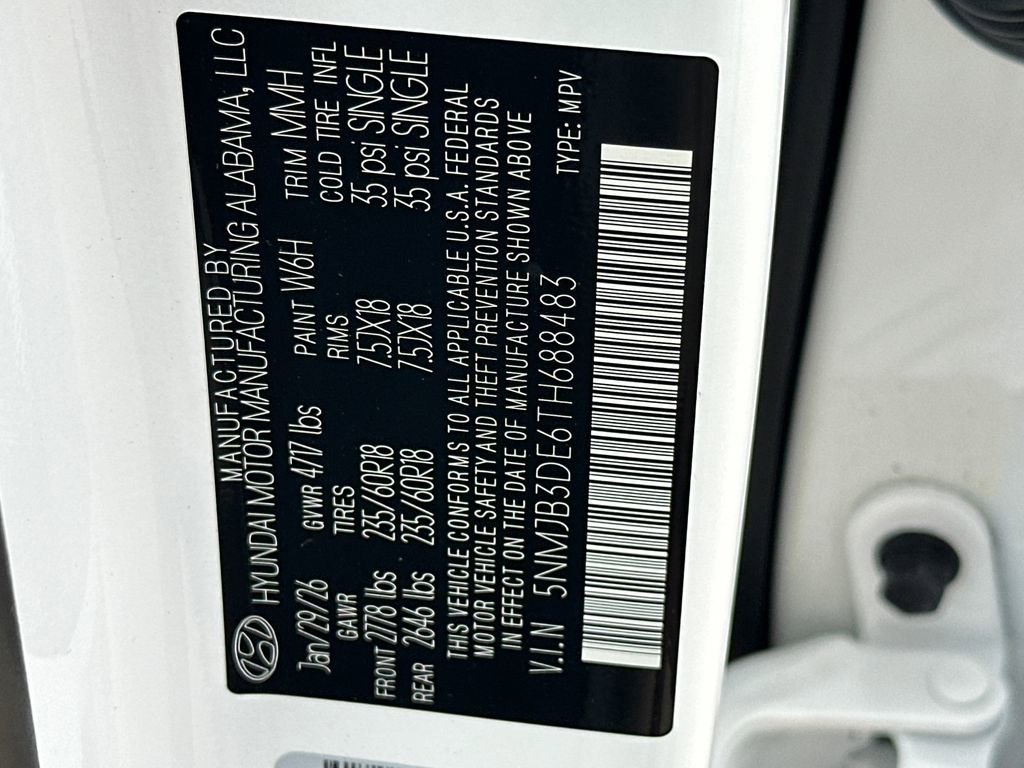 MANUFACTURED BY
HYUNDAI MOTOR MANUFACTURING ALABAMA, LLC
Jan/29/26 GVWR 4717 lbs PAINT W6H TRIM MMH
GAWR TIRES RIMS COLD TIRE INFL
FRONT 2778 lbs 235/60R18 7.5JX18 35 psi SINGLE
REAR 2646 lbs 235/60R18 7.5JX18 35 psi SINGLE
THIS VEHICLE CONFORMS TO ALL APPLICABLE U.S.A. FEDERAL
MOTOR VEHICLE SAFETY AND THEFT PREVENTION STANDARDS
IN EFFECT ON THE DATE OF MANUFACTURE SHOWN ABOVE
V.I.N 5NMJB3DE6TH688483 TYPE: MPV